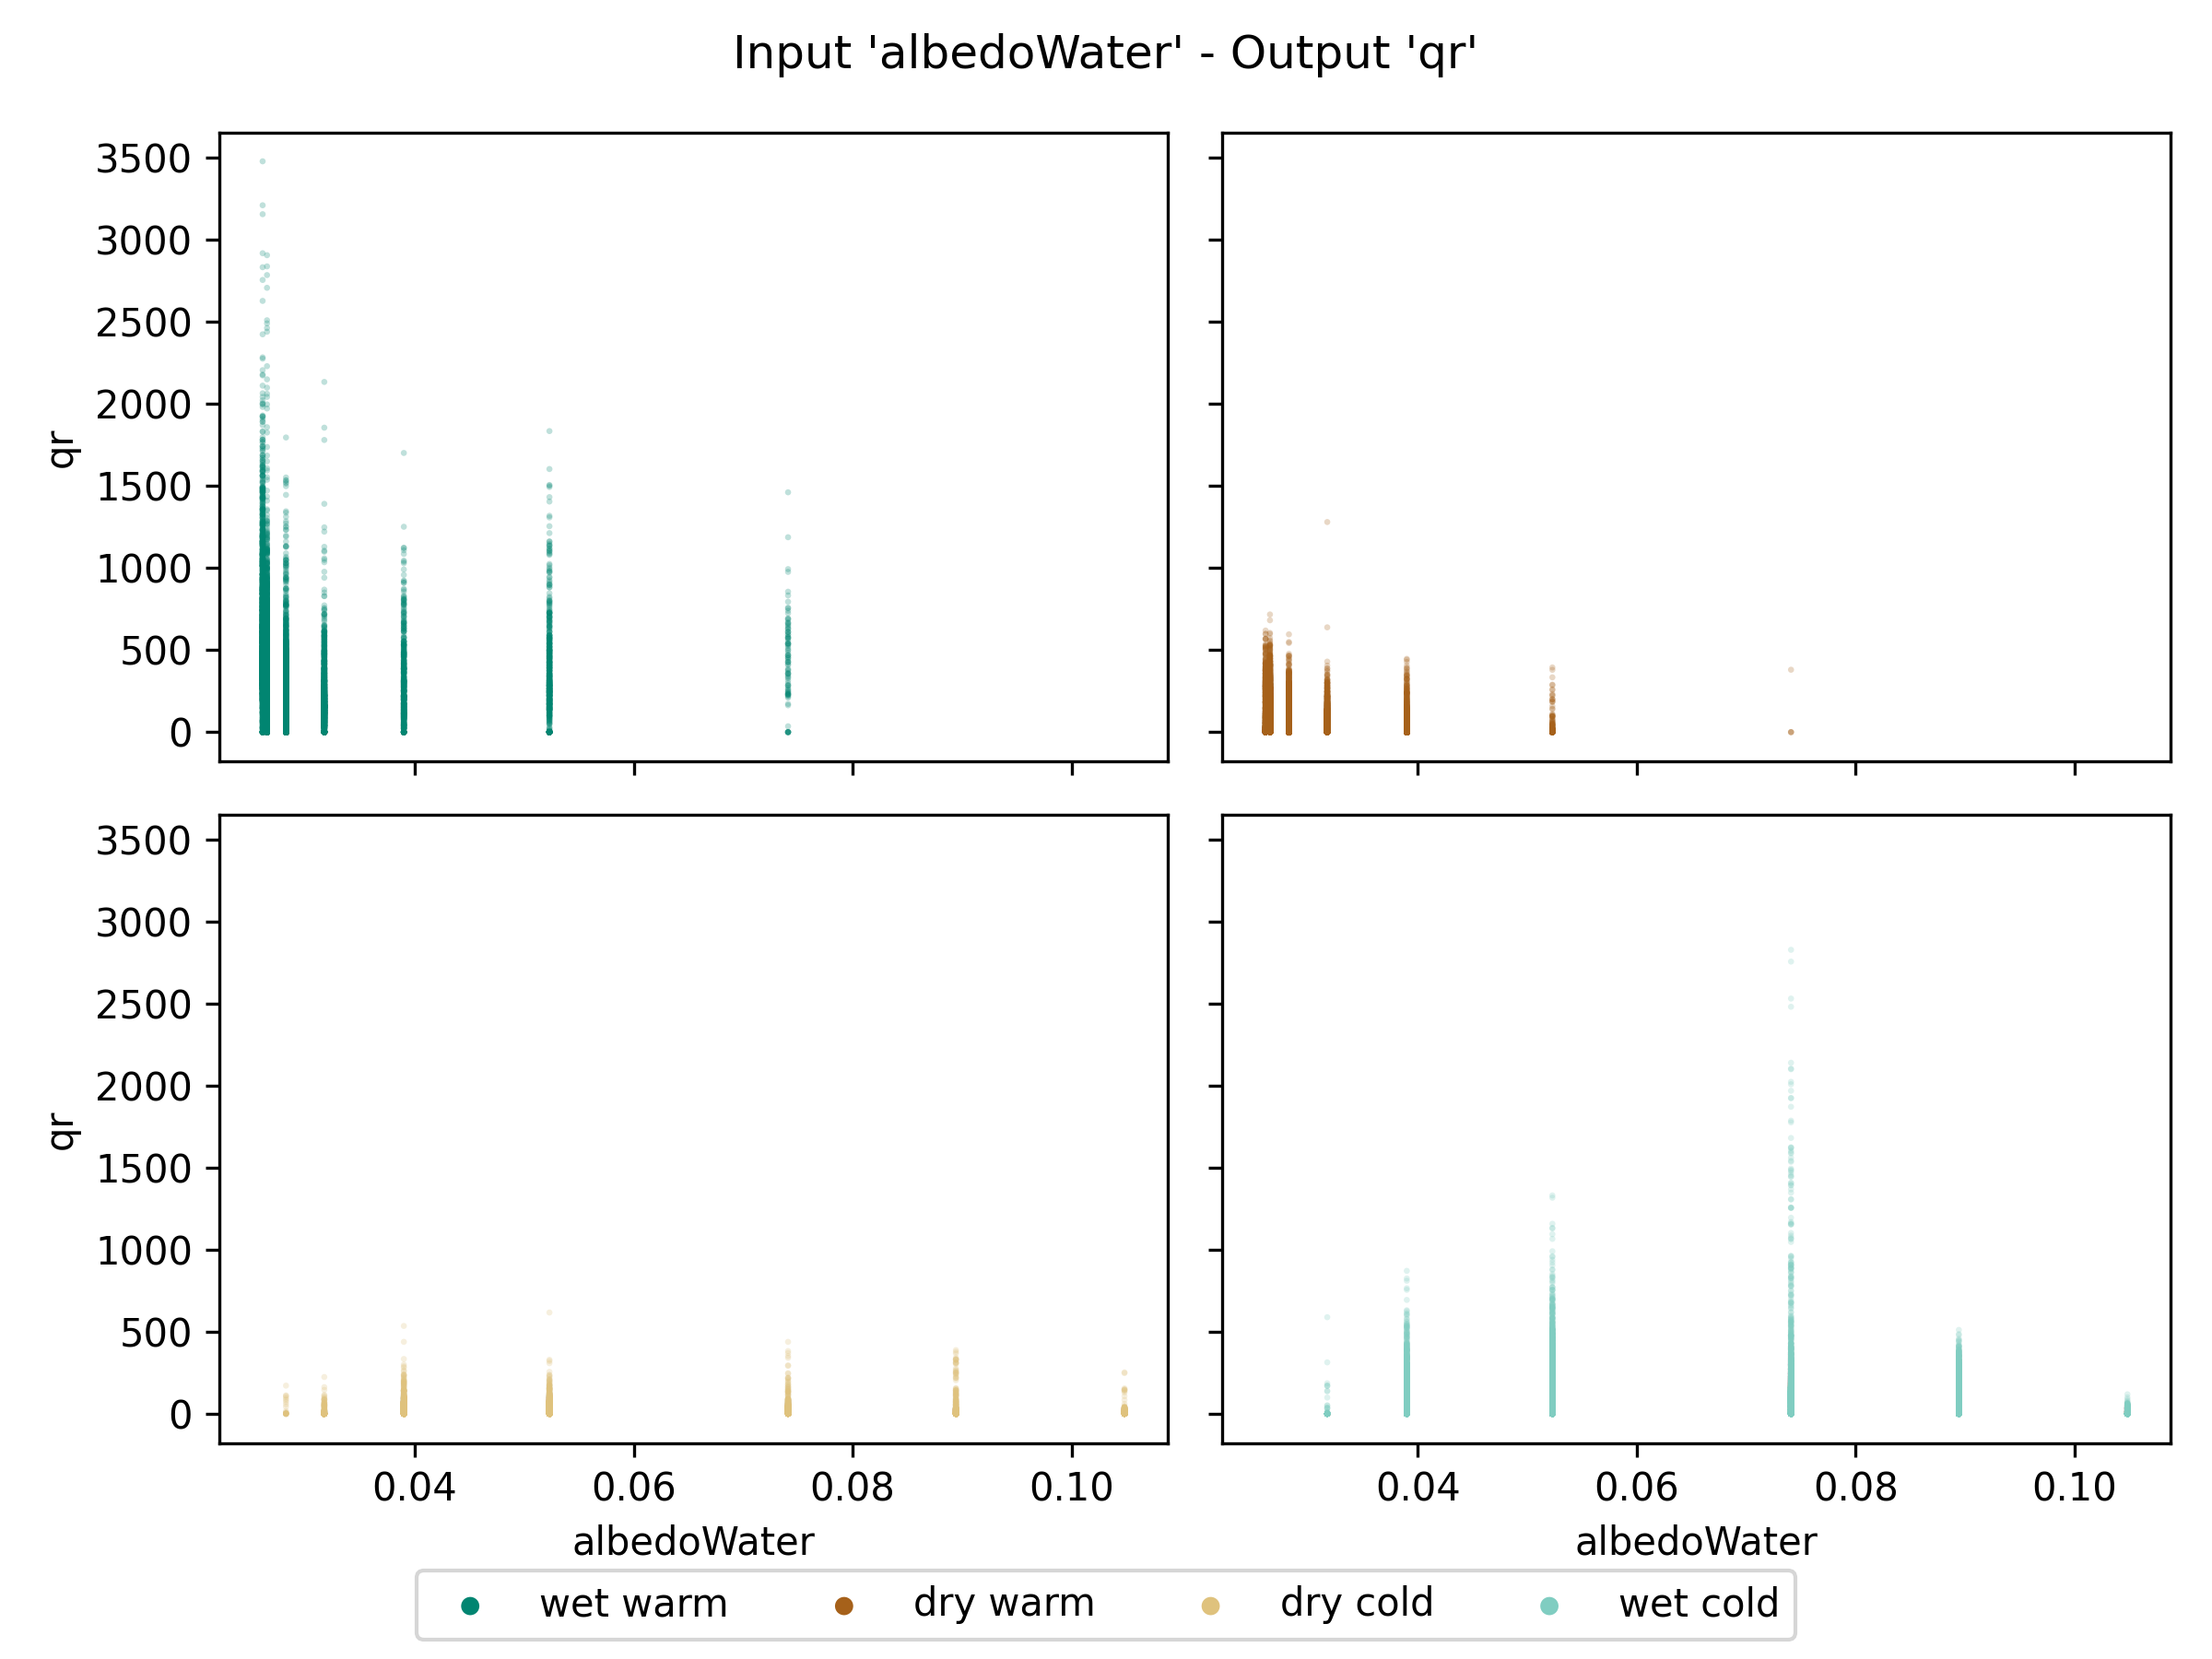 Input 'albedoWater' - Output 'qr'
3500
3000
2500
2000
1500
1000
500
0
qr
3500
3000
2500
2000
1500
1000
500
0
qr
0.04 0.06 0.08 0.10 0.04 0.06 0.08 0.10
albedoWater albedoWater
wet warm dry warm dry cold wet cold